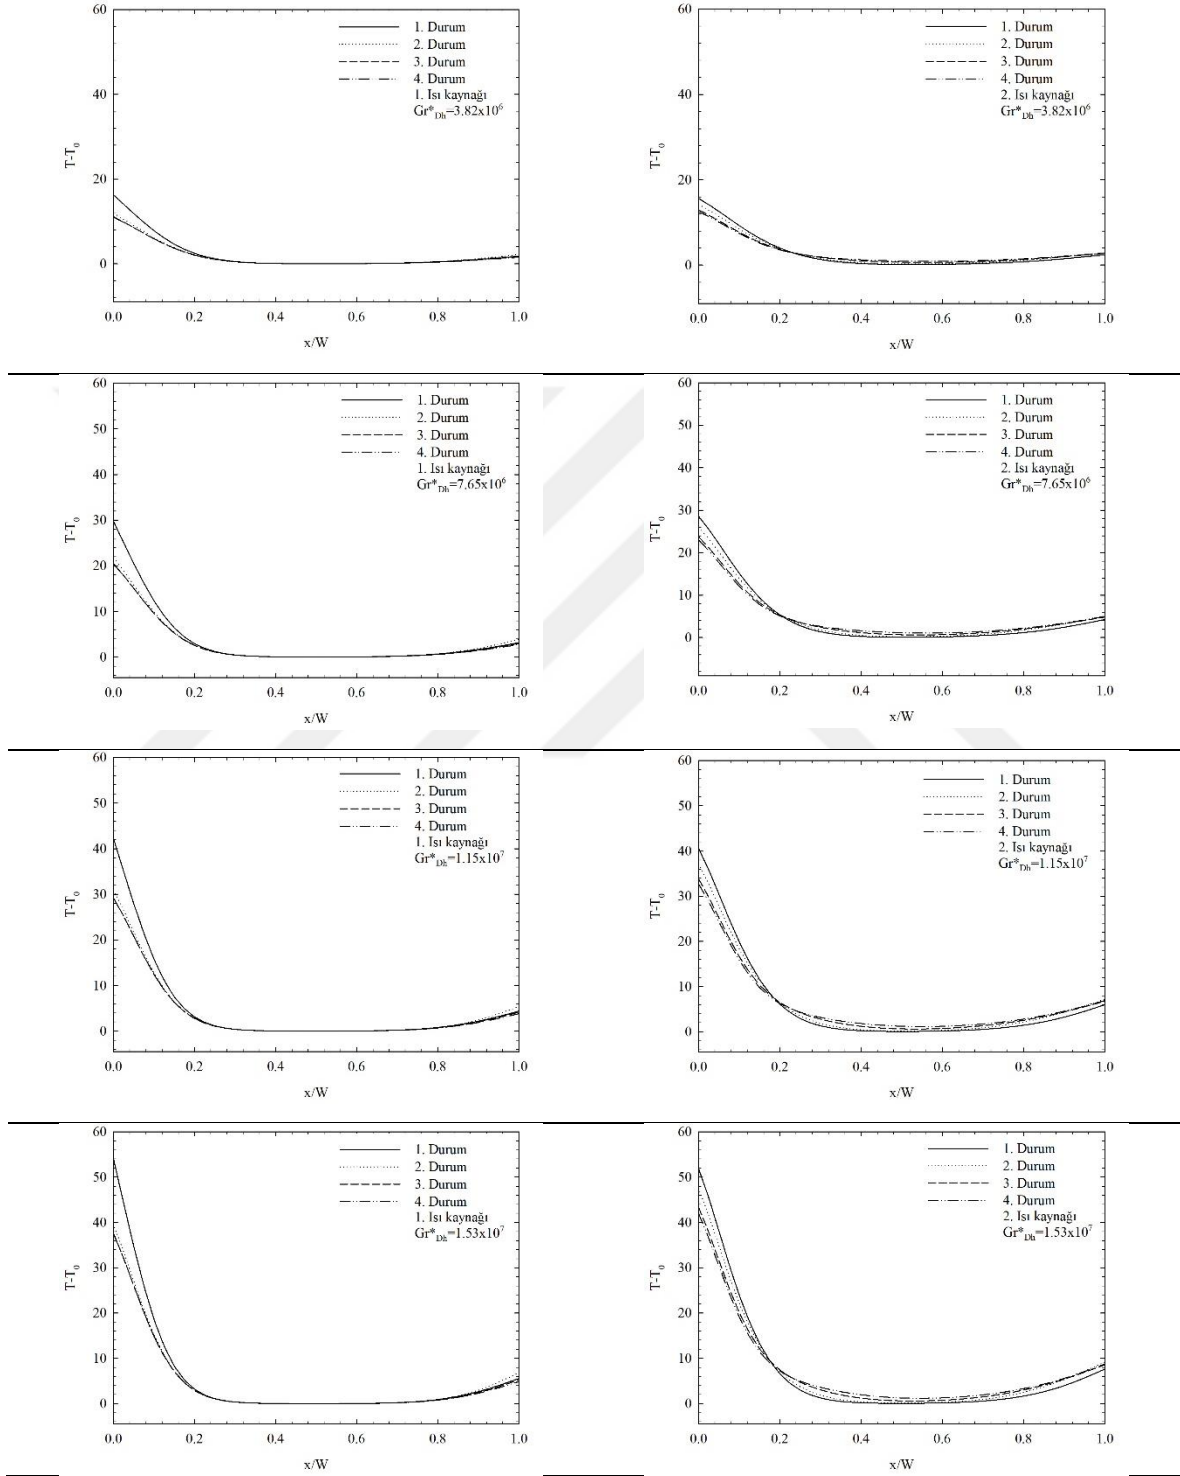 60
40
20
0
T-T0
1. Durum
2. Durum
3. Durum
4. Durum
1. Isı kaynağı
Gr*Dh=3.82x10^6
0.0 0.2 0.4 0.6 0.8 1.0
x/W
60
40
20
0
T-T0
1. Durum
2. Durum
3. Durum
4. Durum
2. Isı kaynağı
Gr*Dh=3.82x10^6
0.0 0.2 0.4 0.6 0.8 1.0
x/W
60
50
40
30
20
10
0
T-T0
1. Durum
2. Durum
3. Durum
4. Durum
1. Isı kaynağı
Gr*Dh=7.65x10^6
0.0 0.2 0.4 0.6 0.8 1.0
x/W
60
50
40
30
20
10
0
T-T0
1. Durum
2. Durum
3. Durum
4. Durum
2. Isı kaynağı
Gr*Dh=7.65x10^6
0.0 0.2 0.4 0.6 0.8 1.0
x/W
60
50
40
30
20
10
0
T-T0
1. Durum
2. Durum
3. Durum
4. Durum
1. Isı kaynağı
Gr*Dh=1.15x10^7
0.0 0.2 0.4 0.6 0.8 1.0
x/W
60
50
40
30
20
10
0
T-T0
1. Durum
2. Durum
3. Durum
4. Durum
2. Isı kaynağı
Gr*Dh=1.15x10^7
0.0 0.2 0.4 0.6 0.8 1.0
x/W
60
50
40
30
20
10
0
T-T0
1. Durum
2. Durum
3. Durum
4. Durum
1. Isı kaynağı
Gr*Dh=1.53x10^7
0.0 0.2 0.4 0.6 0.8 1.0
x/W
60
50
40
30
20
10
0
T-T0
1. Durum
2. Durum
3. Durum
4. Durum
2. Isı kaynağı
Gr*Dh=1.53x10^7
0.0 0.2 0.4 0.6 0.8 1.0
x/W